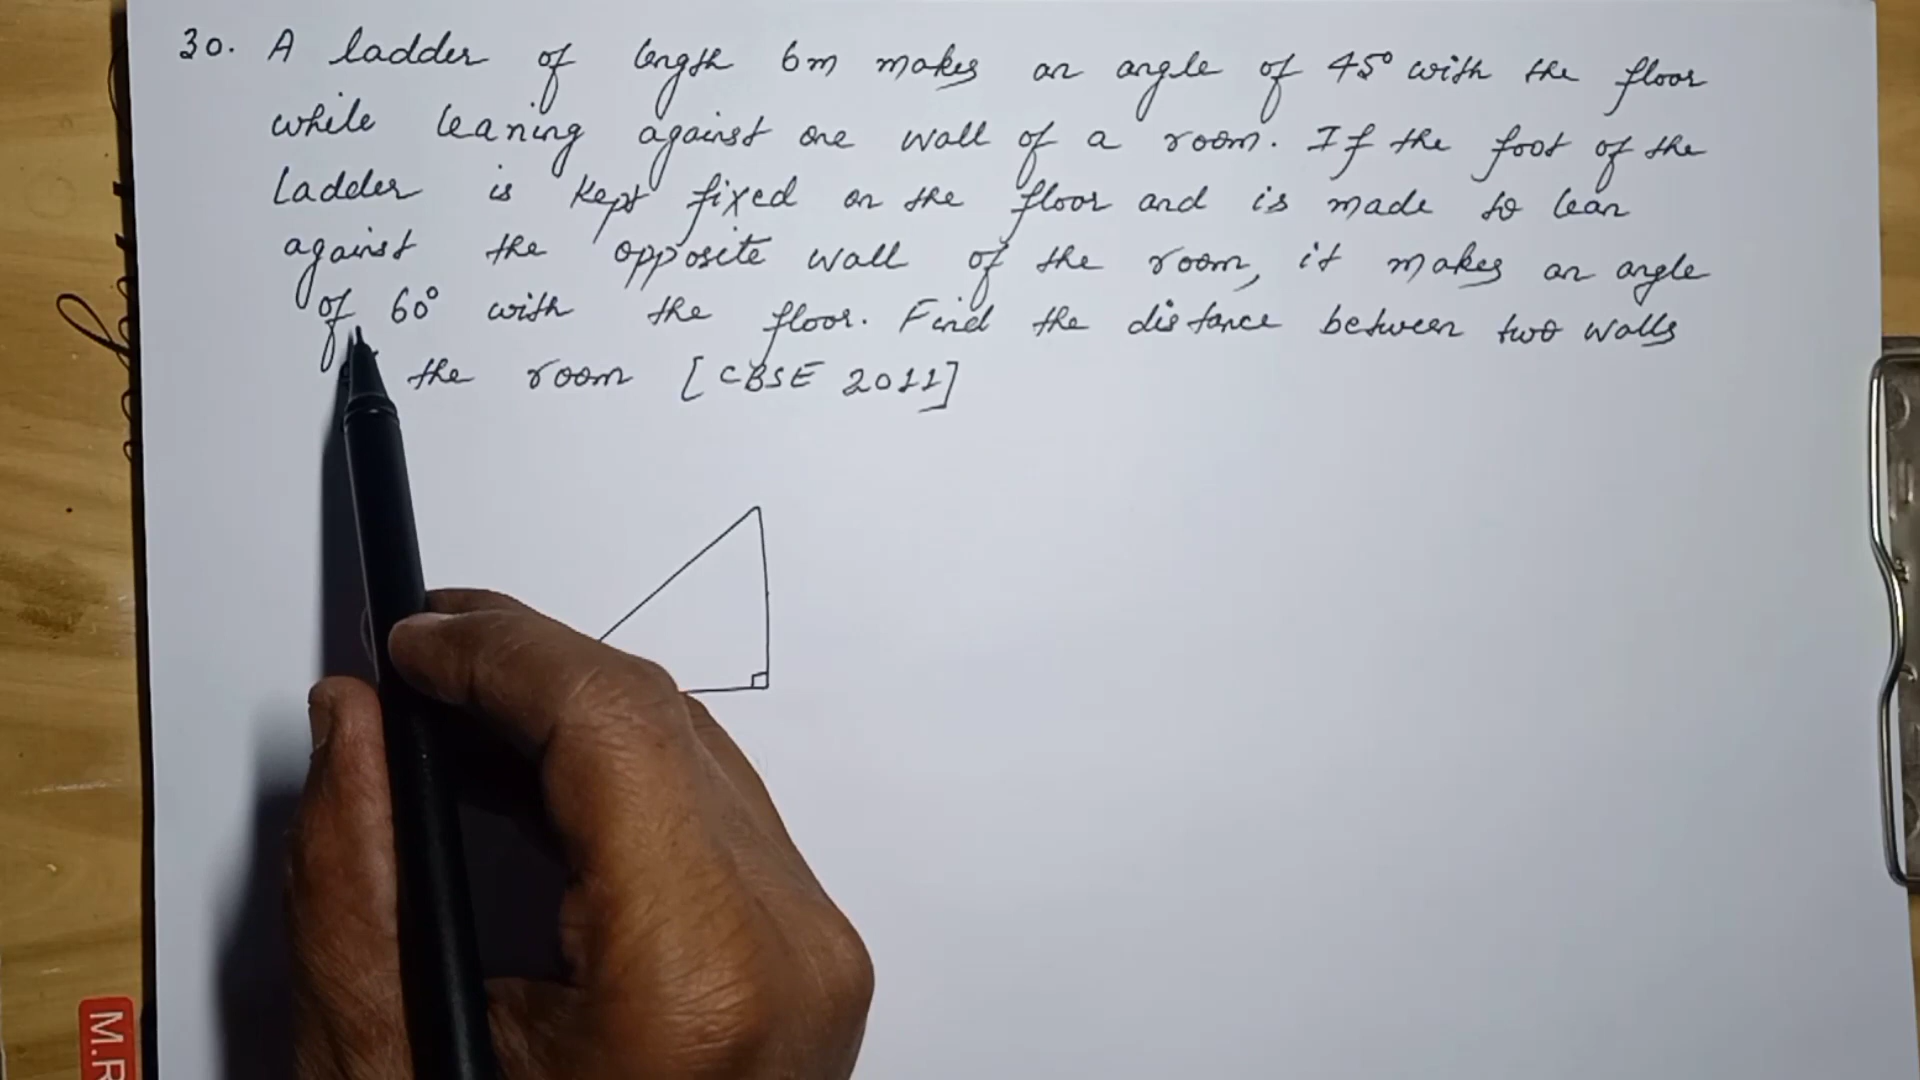 30. A ladder of length 6m makes an angle of 45° with the floor
while leaning against one wall of a room. If the foot of the
ladder is kept fixed on the floor and is made to lean
against the opposite wall of the room, it makes an angle
of 60° with the floor. Find the distance between two walls
the room [CBSE 2011]
M.R